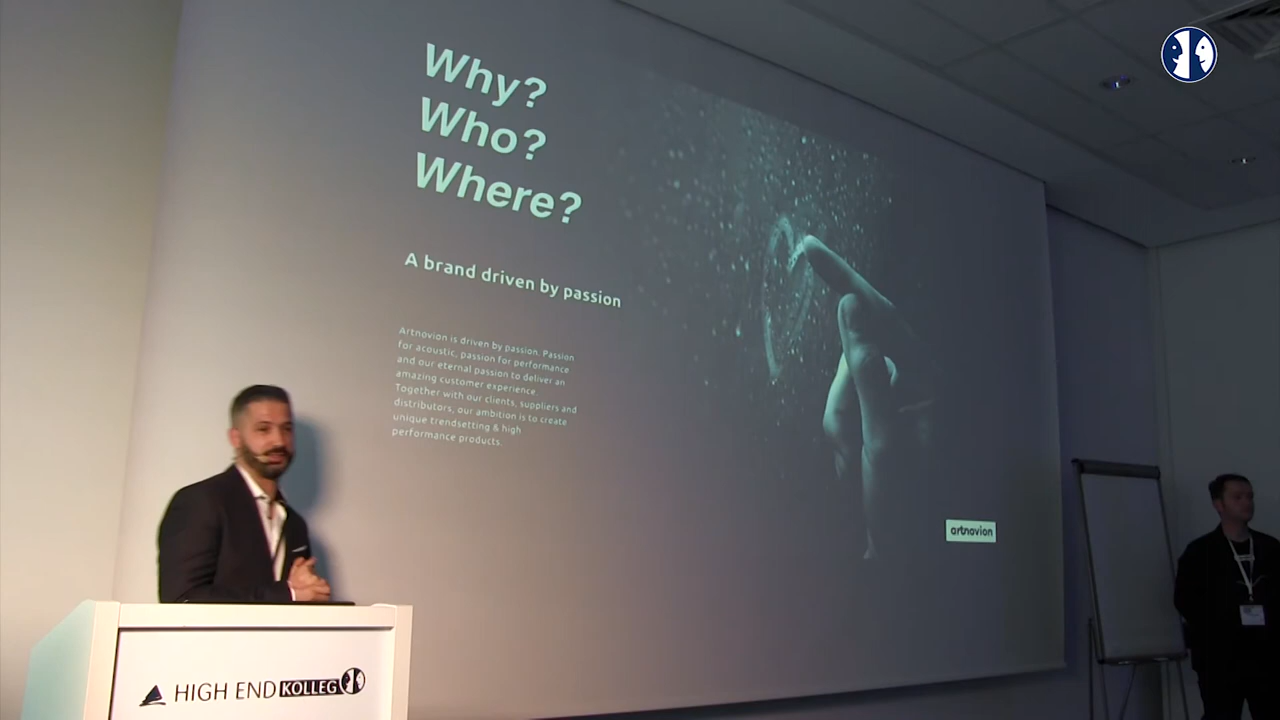 Why?
Who?
Where?
A brand driven by passion
Artnovion is driven by passion. Passion
for acoustic, passion for performance
and our eternal passion to deliver an
amazing customer experience.
Together with our clients, suppliers and
distributors, our ambition is to create
unique trendsetting & high
performance products.
artnovion
HIGH END KOLLEG